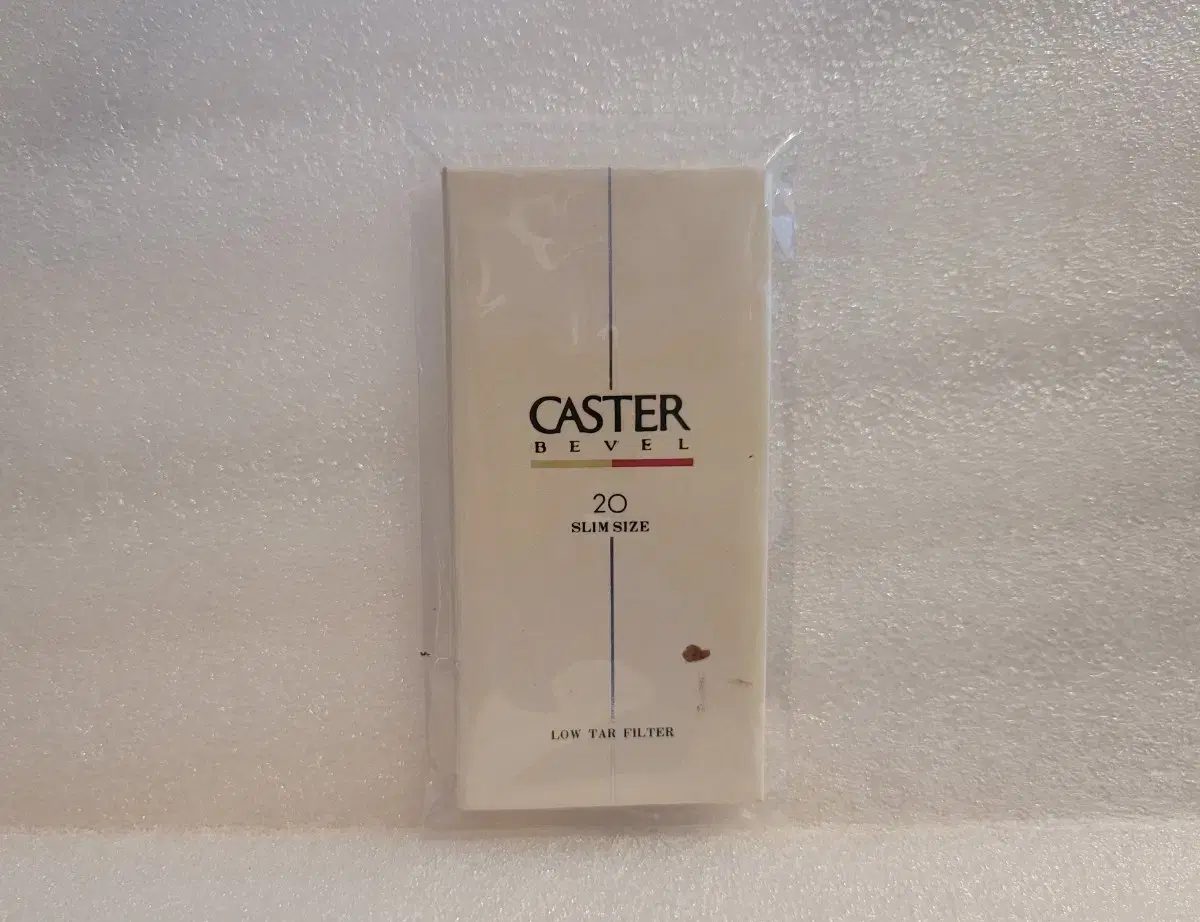 CASTER
BEVEL
20
SLIM SIZE
LOW TAR FILTER